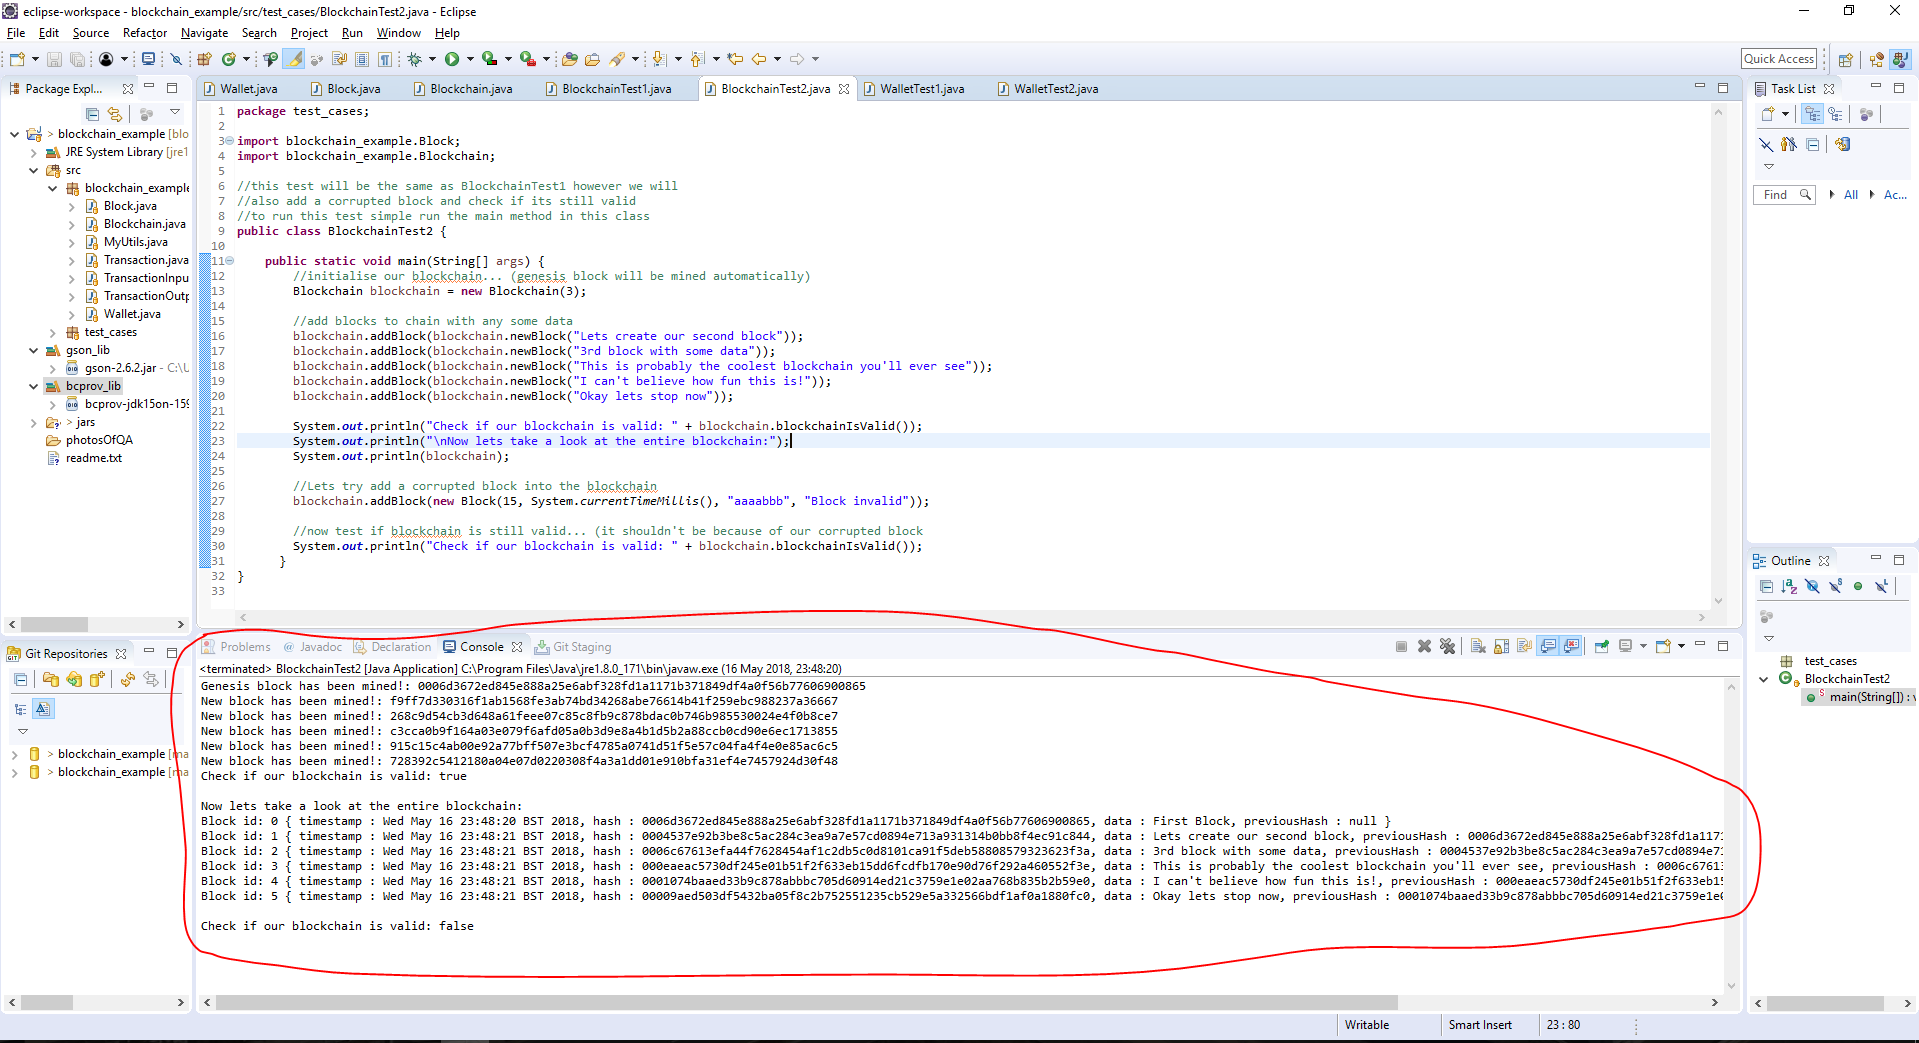 eclipse-workspace - blockchain_example/src/test_cases/BlockchainTest2.java - Eclipse
File Edit Source Refactor Navigate Search Project Run Window Help
Quick Access
Package Expl...
> blockchain_example [blo
JRE System Library [jre1
src
blockchain_example
Block.java
Blockchain.java
MyUtils.java
Transaction.java
TransactionInpu
TransactionOutp
Wallet.java
test_cases
gson_lib
gson-2.6.2.jar - C:\U
bcprov_lib
bcprov-jdk15on-159
> jars
photosOfQA
readme.txt
Wallet.java Block.java Blockchain.java BlockchainTest1.java BlockchainTest2.java WalletTest1.java WalletTest2.java
1 package test_cases;
2
3 import blockchain_example.Block;
4 import blockchain_example.Blockchain;
5
6 //this test will be the same as BlockchainTest1 however we will
7 //also add a corrupted block and check if its still valid
8 //to run this test simple run the main method in this class
9 public class BlockchainTest2 {
10
11 public static void main(String[] args) {
12 //initialise our blockchain... (genesis block will be mined automatically)
13 Blockchain blockchain = new Blockchain(3);
14
15 //add blocks to chain with any some data
16 blockchain.addBlock(blockchain.newBlock("Lets create our second block"));
17 blockchain.addBlock(blockchain.newBlock("3rd block with some data"));
18 blockchain.addBlock(blockchain.newBlock("This is probably the coolest blockchain you'll ever see"));
19 blockchain.addBlock(blockchain.newBlock("I can't believe how fun this is!"));
20 blockchain.addBlock(blockchain.newBlock("Okay lets stop now"));
21
22 System.out.println("Check if our blockchain is valid: " + blockchain.blockchainIsValid());
23 System.out.println("\nNow lets take a look at the entire blockchain:");
24 System.out.println(blockchain);
25
26 //Lets try add a corrupted block into the blockchain
27 blockchain.addBlock(new Block(15, System.currentTimeMillis(), "aaaabbb", "Block invalid"));
28
29 //now test if blockchain is still valid... (it shouldn't be because of our corrupted block
30 System.out.println("Check if our blockchain is valid: " + blockchain.blockchainIsValid());
31 }
32 }
33
Task List
Find All Ac...
Outline
test_cases
BlockchainTest2
main(String[]) : v
Git Repositories
> blockchain_example [ma
> blockchain_example [ma
Problems @ Javadoc Declaration Console Git Staging
<terminated> BlockchainTest2 [Java Application] C:\Program Files\Java\jre1.8.0_171\bin\javaw.exe (16 May 2018, 23:48:20)
Genesis block has been mined!: 0006d3672ed845e888a25e6abf328fd1a1171b371849df4a0f56b77606900865
New block has been mined!: f9ff7d330316f1ab1568fe3ab74bd34268abe76614b41f259ebc988237a36667
New block has been mined!: 268c9d54cb3d648a61feee07c85c8fb9c878bdac0b746b985530024e4f0b8ce7
New block has been mined!: c3cca0b9f164a03e079f6afd05a0b3d9e8a4b1d5b2a88ccb0cd90e6ec1713855
New block has been mined!: 915c15c4ab00e92a77bff507e3bcf4785a0741d51f5e57c04fa4f4e0e85ac6c5
New block has been mined!: 728392c5412180a04e07d0220308f4a3a1dd01e910bfa31ef4e7457924d30f48
Check if our blockchain is valid: true
Now lets take a look at the entire blockchain:
Block id: 0 { timestamp : Wed May 16 23:48:20 BST 2018, hash : 0006d3672ed845e888a25e6abf328fd1a1171b371849df4a0f56b77606900865, data : First Block, previousHash : null }
Block id: 1 { timestamp : Wed May 16 23:48:21 BST 2018, hash : 0004537e92b3be8c5ac284c3ea9a7e57cd0894e713a931314b0bb8f4ec91c844, data : Lets create our second block, previousHash : 0006d3672ed845e888a25e6abf328fd1a1171
Block id: 2 { timestamp : Wed May 16 23:48:21 BST 2018, hash : 0006c67613efa44f7628454af1c2db5c0d8101ca91f5deb58808579323623f3a, data : 3rd block with some data, previousHash : 0004537e92b3be8c5ac284c3ea9a7e57cd0894e71
Block id: 3 { timestamp : Wed May 16 23:48:21 BST 2018, hash : 000eaeac5730df245e01b51f2f633eb15dd6fcdfb170e90d76f292a460552f3e, data : This is probably the coolest blockchain you'll ever see, previousHash : 0006c67613
Block id: 4 { timestamp : Wed May 16 23:48:21 BST 2018, hash : 0001074baaed33b9c878abbbc705d60914ed21c3759e1e02aa768b835b2b59e0, data : I can't believe how fun this is!, previousHash : 000eaeac5730df245e01b51f2f633eb15
Block id: 5 { timestamp : Wed May 16 23:48:21 BST 2018, hash : 00009aed503df5432ba05f8c2b752551235cb529e5a332566bdf1af0a1880fc0, data : Okay lets stop now, previousHash : 0001074baaed33b9c878abbbc705d60914ed21c3759e1e0
Check if our blockchain is valid: false
Writable Smart Insert 23 : 80